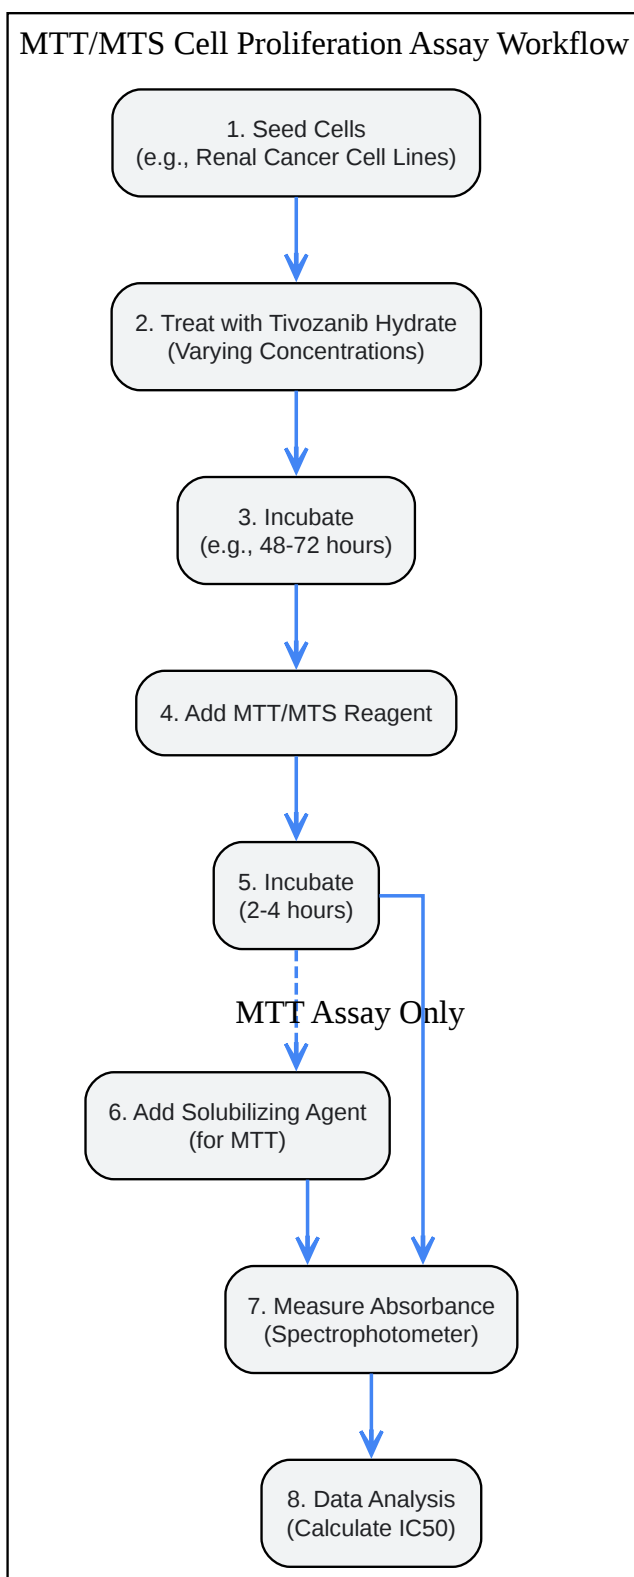 MTT/MTS Cell Proliferation Assay Workflow
1. Seed Cells
(e.g., Renal Cancer Cell Lines)
2. Treat with Tivozanib Hydrate
(Varying Concentrations)
3. Incubate
(e.g., 48-72 hours)
4. Add MTT/MTS Reagent
5. Incubate
(2-4 hours)
MTT Assay Only
6. Add Solubilizing Agent
(for MTT)
7. Measure Absorbance
(Spectrophotometer)
8. Data Analysis
(Calculate IC50)